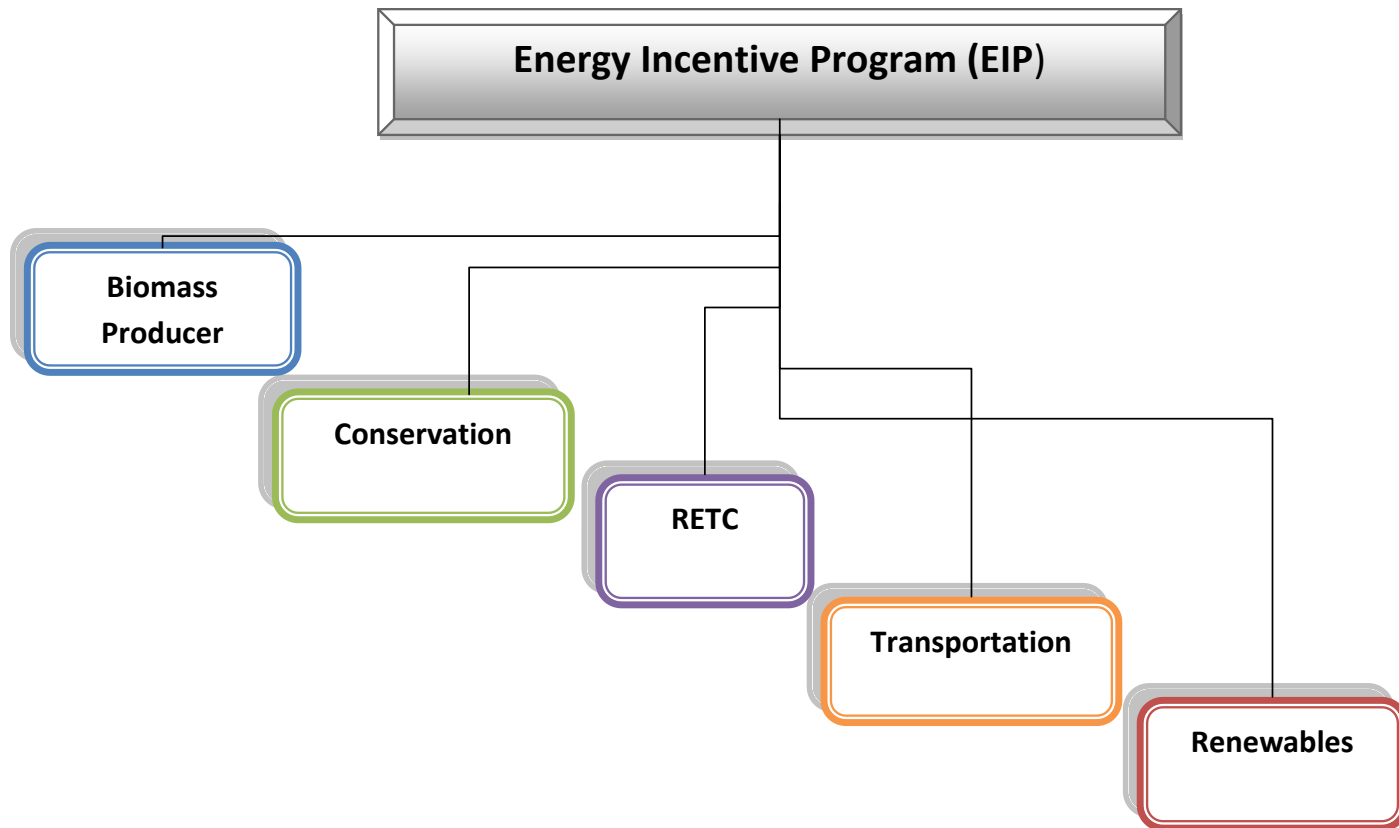 Energy Incentive Program (EIP)
Biomass
Producer
Conservation
RETC
Transportation
Renewables